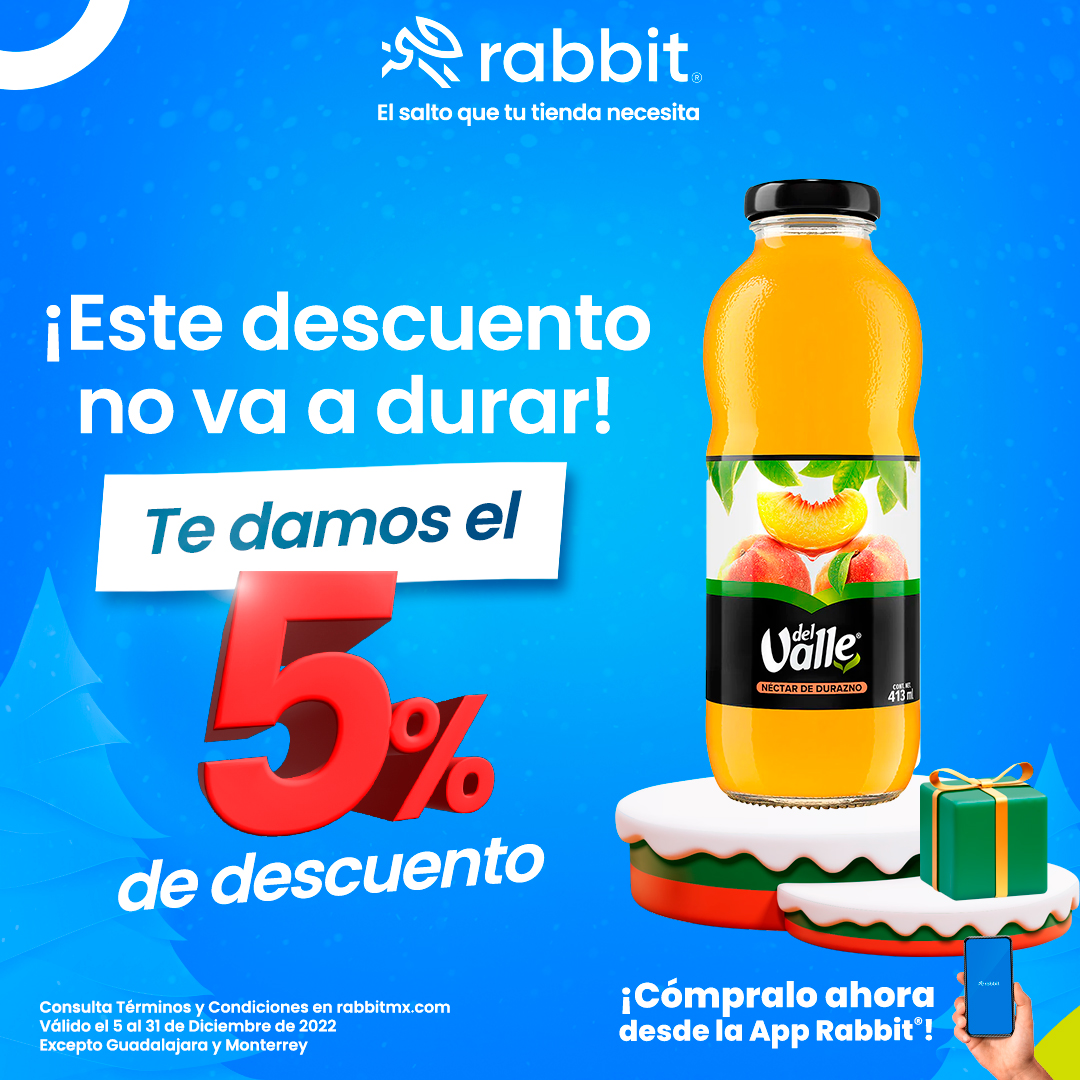 rabbit®
El salto que tu tienda necesita
¡Este descuento
no va a durar!
Te damos el
5%
de descuento
del
Valle®
NÉCTAR DE DURAZNO
CONT. NET.
413 ml
Consulta Términos y Condiciones en rabbitmx.com
Válido el 5 al 31 de Diciembre de 2022
Excepto Guadalajara y Monterrey
¡Cómpralo ahora
desde la App Rabbit®!
rabbit